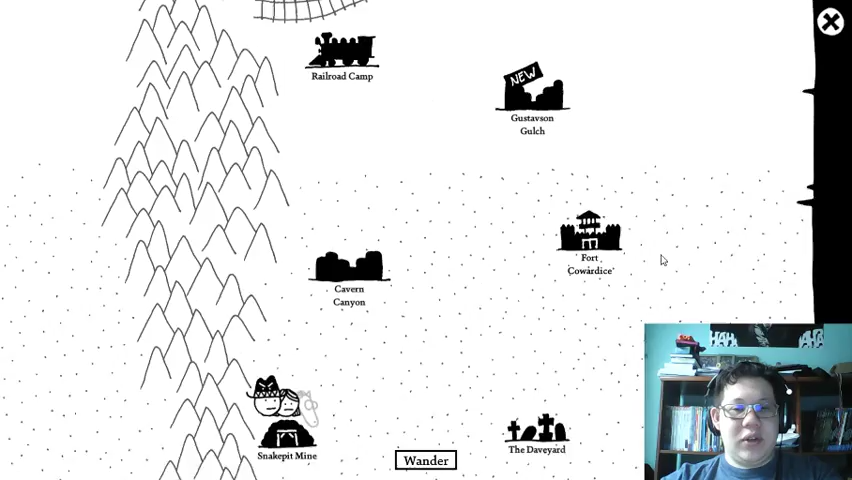 Railroad Camp
NEW
Gustavson
Gulch
Fort
Cowardice
Cavern
Canyon
Snakepit Mine
Wander
The Daveyard